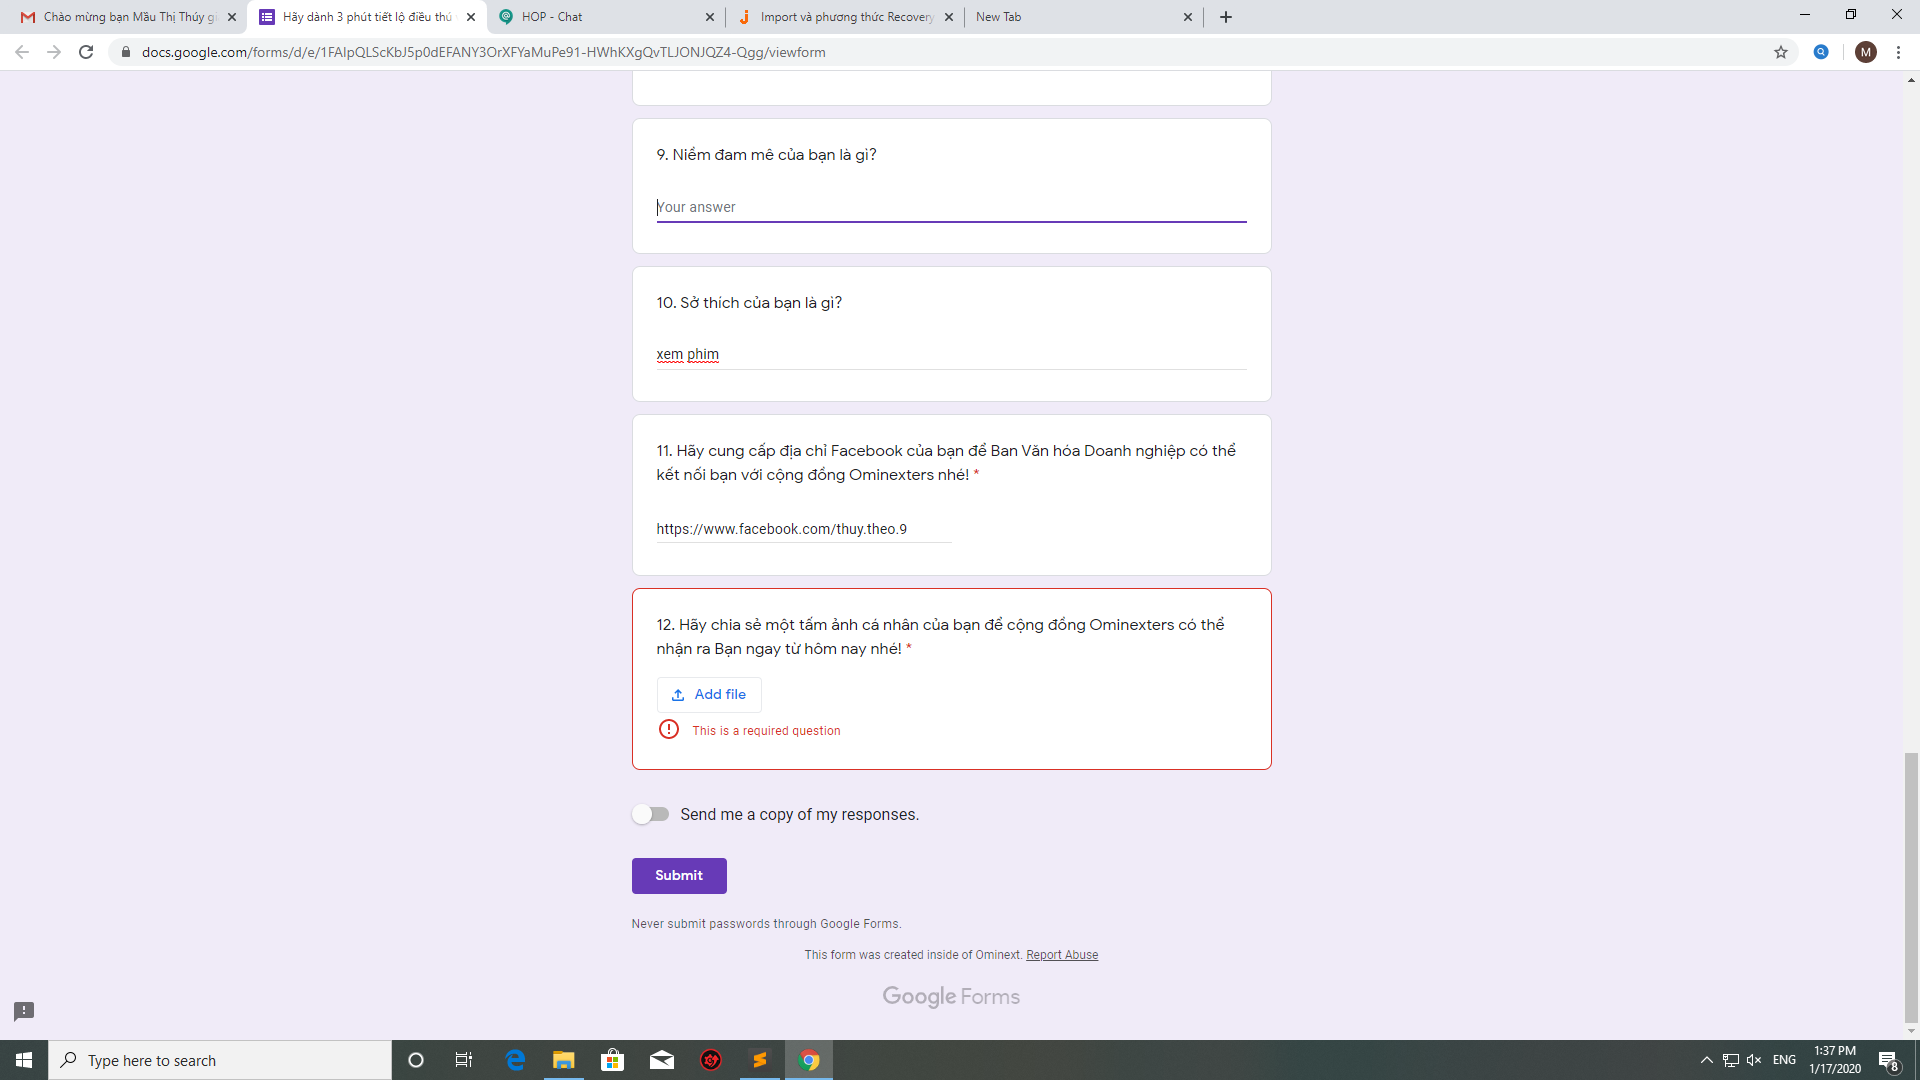 Chào mừng bạn Mầu Thị Thúy gi
Hãy dành 3 phút tiết lộ điều thú
HOP - Chat
Import và phương thức Recovery
New Tab
docs.google.com/forms/d/e/1FAIpQLScKbJ5p0dEFANY3OrXFYaMuPe91-HWhKXgQvTLJONJQZ4-Qgg/viewform
M
9. Niềm đam mê của bạn là gì?
Your answer
10. Sở thích của bạn là gì?
xem phim
11. Hãy cung cấp địa chỉ Facebook của bạn để Ban Văn hóa Doanh nghiệp có thể
kết nối bạn với cộng đồng Ominexters nhé! *
https://www.facebook.com/thuy.theo.9
12. Hãy chia sẻ một tấm ảnh cá nhân của bạn để cộng đồng Ominexters có thể
nhận ra Bạn ngay từ hôm nay nhé! *
Add file
This is a required question
Send me a copy of my responses.
Submit
Never submit passwords through Google Forms.
This form was created inside of Ominext. Report Abuse
Google Forms
Type here to search
ENG
1:37 PM
1/17/2020
8